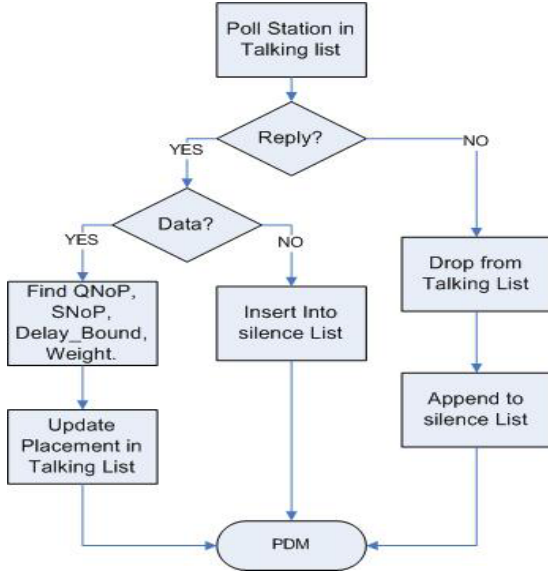 Poll Station in
Talking list
Reply?
YES
NO
Data?
YES
NO
Find QNoP,
SNoP,
Delay_Bound,
Weight.
Insert Into
silence List
Drop from
Talking List
Update
Placement in
Talking List
Append to
silence List
PDM